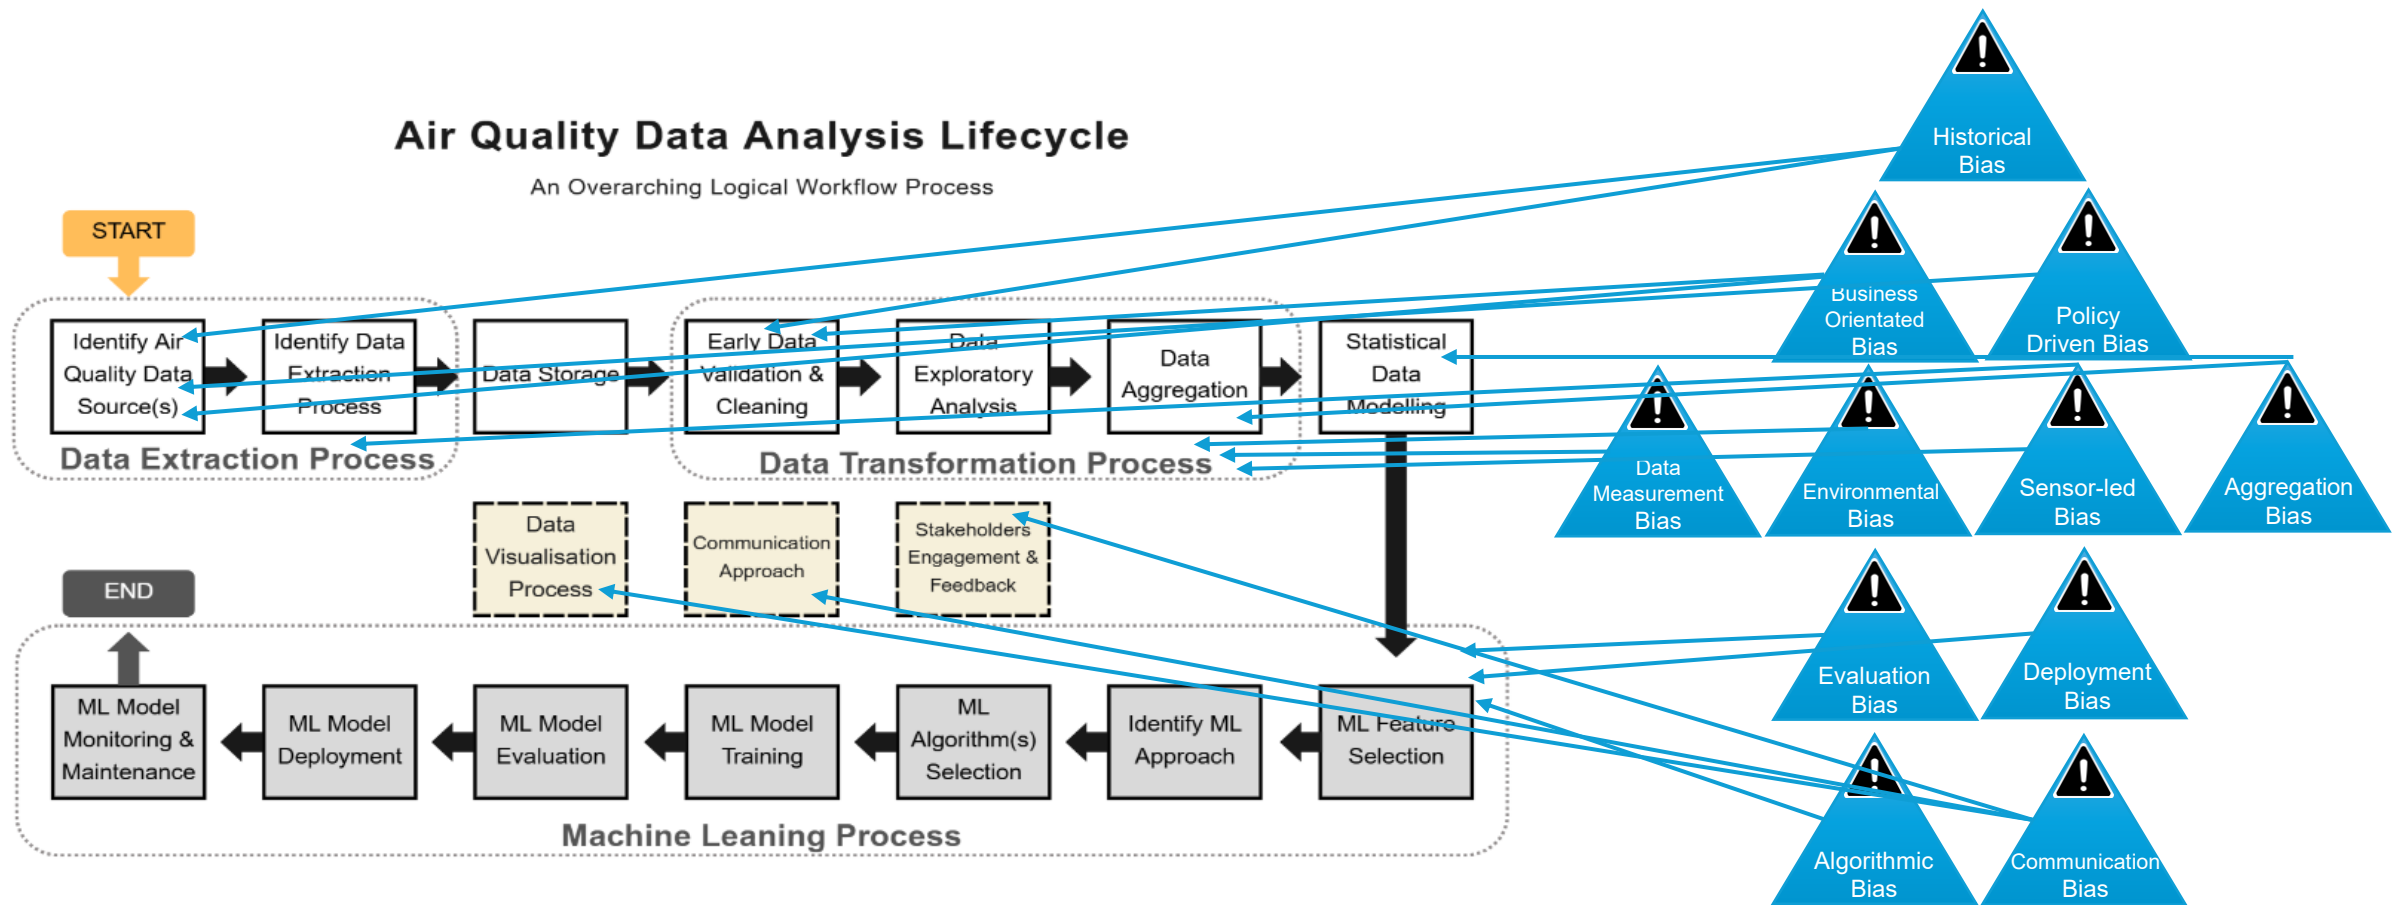 Air Quality Data Analysis Lifecycle
An Overarching Logical Workflow Process
START
Identify Air
Quality Data
Source(s)
Identify Data
Extraction
Process
Data Extraction Process
Data Storage
Early Data
Validation &
Cleaning
Data
Exploratory
Analysis
Data
Aggregation
Data Transformation Process
Statistical
Data
Modelling
Data
Visualisation
Process
Communication
Approach
Stakeholders
Engagement &
Feedback
END
ML Model
Monitoring &
Maintenance
ML Model
Deployment
ML Model
Evaluation
ML Model
Training
ML
Algorithm(s)
Selection
Identify ML
Approach
ML Feature
Selection
Machine Leaning Process
Historical
Bias
Business
Orientated
Bias
Policy
Driven Bias
Data
Measurement
Bias
Environmental
Bias
Sensor-led
Bias
Aggregation
Bias
Evaluation
Bias
Deployment
Bias
Algorithmic
Bias
Communication
Bias